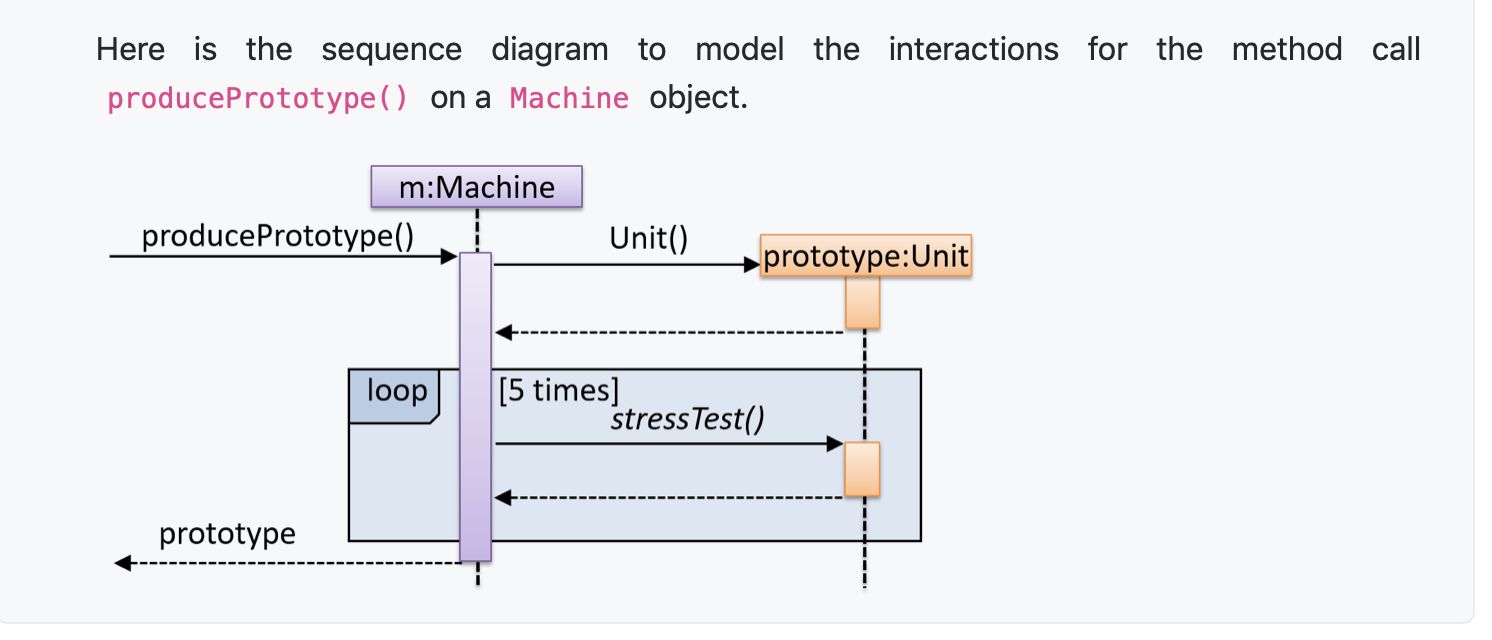 Here is the sequence diagram to model the interactions for the method call
producePrototype() on a Machine object.
m:Machine
producePrototype()
Unit()
prototype:Unit
loop
[5 times]
stressTest()
prototype